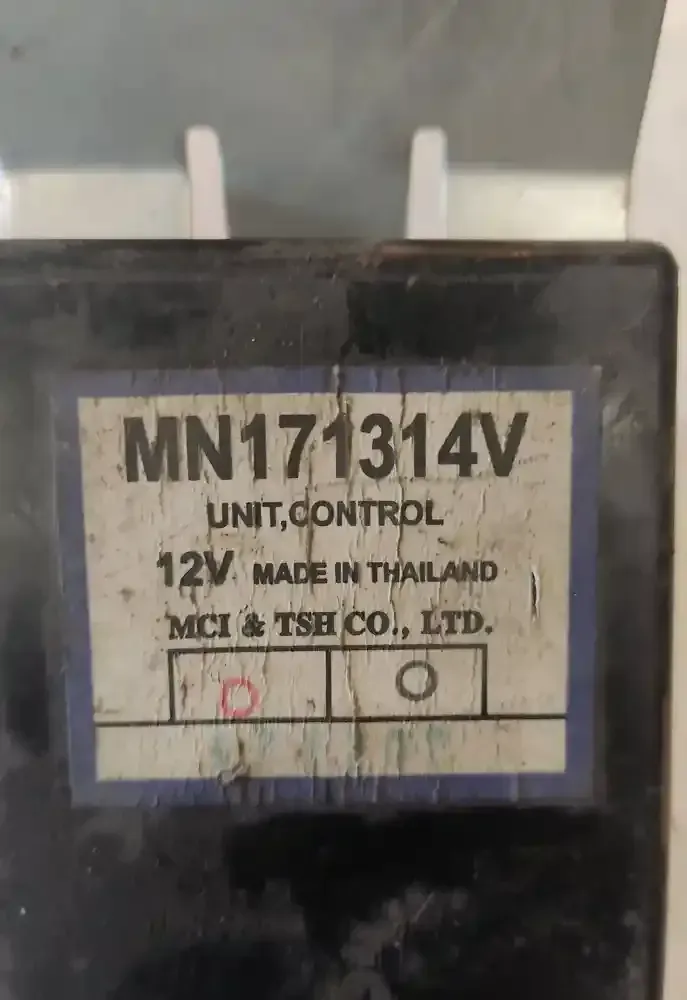 MN171314V
UNIT,CONTROL
12V MADE IN THAILAND
MCI & TSH CO., LTD.
D O